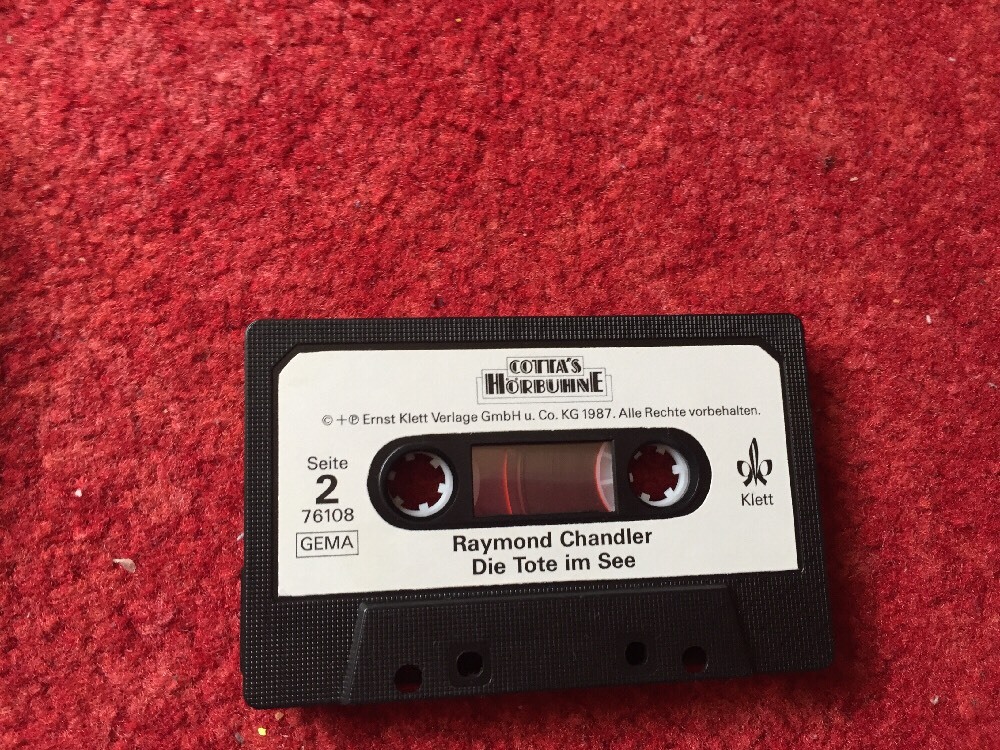 COTTA'S
HÖRBÜHNE
© + ℗ Ernst Klett Verlage GmbH u. Co. KG 1987. Alle Rechte vorbehalten.
Seite
2
76108
GEMA
Klett
Raymond Chandler
Die Tote im See